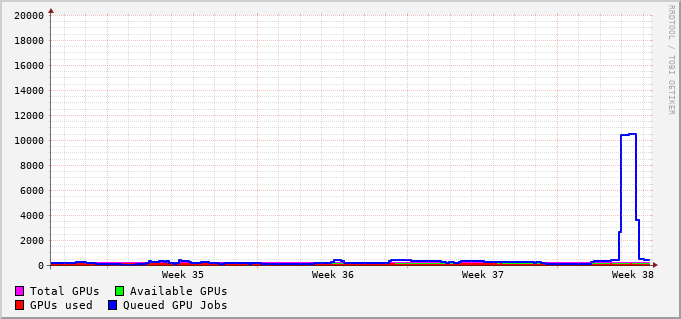 20000
18000
16000
14000
12000
10000
8000
6000
4000
2000
0
Week 35 Week 36 Week 37 Week 38
Total GPUs Available GPUs
GPUs used Queued GPU Jobs
RRDTOOL / TOBI OETIKER